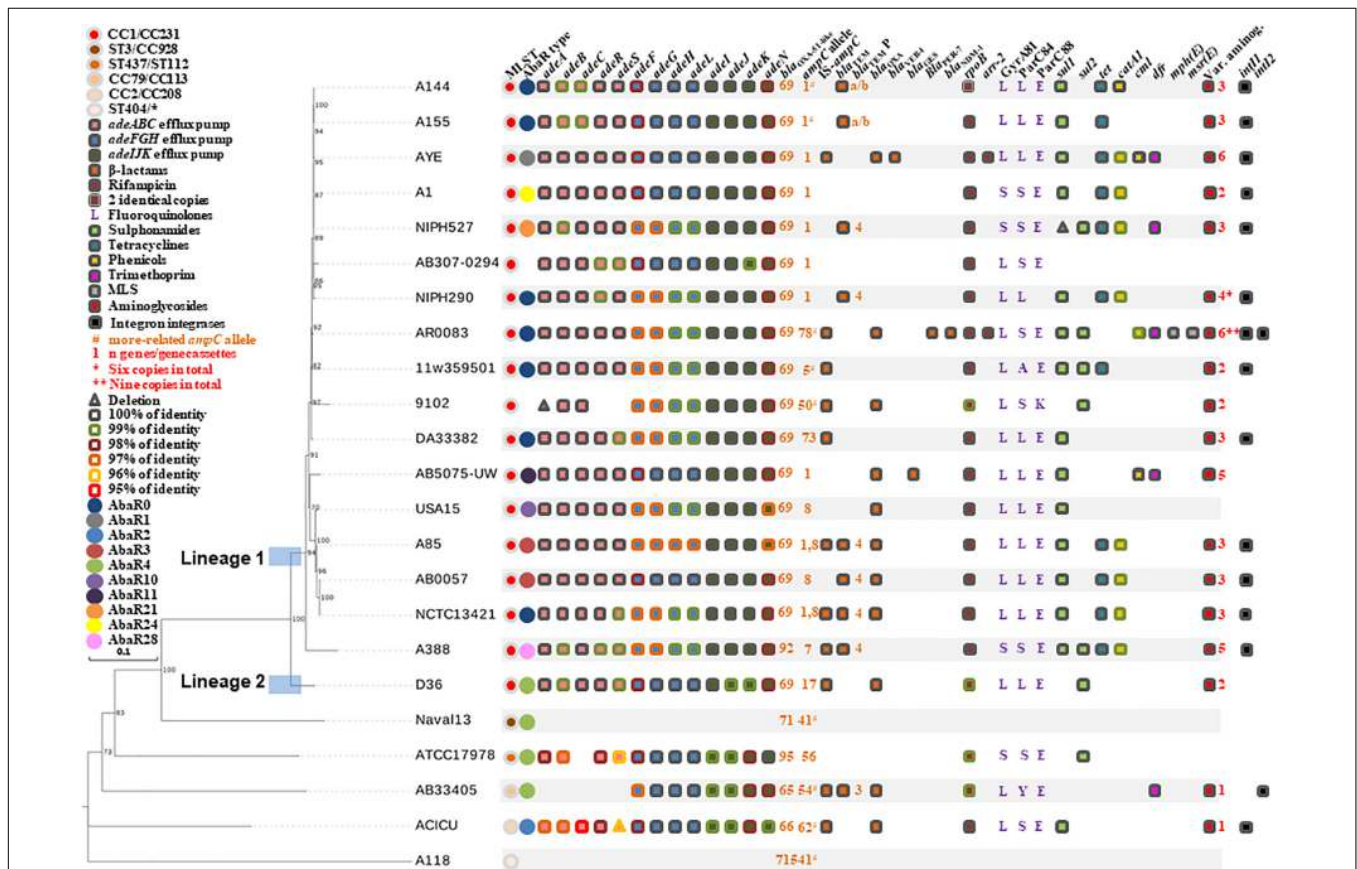 CC1/CC231
ST3/CC928
ST437/ST112
CC79/CC113
CC2/CC208
ST404/*
adeABC efflux pump
adeFGH efflux pump
adeIJK efflux pump
β-lactams
Rifampicin
2 identical copies
L Fluoroquinolones
Sulphonamides
Tetracyclines
Phenicols
Trimethoprim
MLS
Aminoglycosides
Integron integrases
# more-related ampC allele
1 n genes/genecassettes
* Six copies in total
** Nine copies in total
Deletion
100% of identity
99% of identity
98% of identity
97% of identity
96% of identity
95% of identity
AbaR0
AbaR1
AbaR2
AbaR3
AbaR4
AbaR10
AbaR11
AbaR21
AbaR24
AbaR28
0.1
Lineage 1
Lineage 2
MLST AbaR type adeA adeB adeC adeR adeS adeF adeG adeH adeL adeI adeJ adeK adeN ampC allele IS-ampC rpoB arr-2 GyrA81 ParC84 ParC88 sul1 sul2 tet catA1 cml dfr mph(E) msr(E) Var. aminog. intI1 intI2
A144 69 1# a/b L L E 3
A155 69 1# a/b L L E 3
AYE 69 1 L L E 6
A1 69 1 S S E 2
NIPH527 69 1 4 S S E 3
AB307-0294 69 1 L S E
NIPH290 69 1 4 L L 4*
AR0083 69 78# L S E 6**
11w359501 69 5# L A E 2
9102 69 50# L S K 2
DA33382 69 73 L L E 3
AB5075-UW 69 1 L L E 5
USA15 69 8 L L E
A85 69 1,8 4 L L E 3
AB0057 69 8 4 L L E 3
NCTC13421 69 1,8 4 L L E 3
A388 92 7 4 S S E 5
D36 69 17 L L E 2
Naval13 71 41#
ATCC17978 95 56 S S E
AB33405 65 54# 3 L Y E 1
ACICU 66 62# L S E 1
A118 71541#